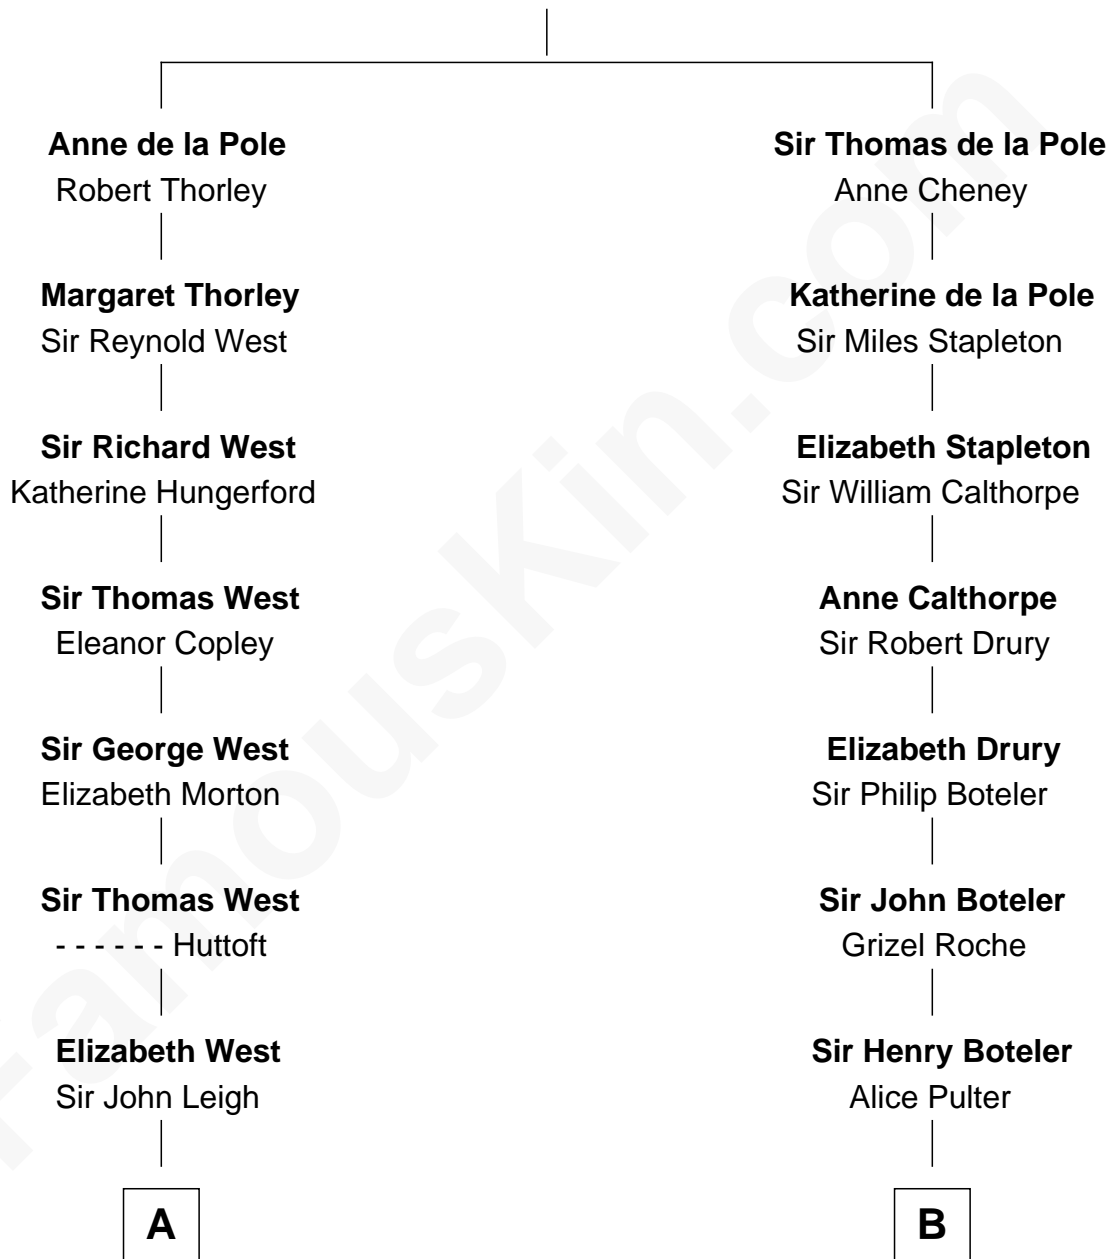 Anne de la Pole
Robert Thorley
Margaret Thorley
Sir Reynold West
Sir Richard West
Katherine Hungerford
Sir Thomas West
Eleanor Copley
Sir George West
Elizabeth Morton
Sir Thomas West
- - - - - - Huttoft
Elizabeth West
Sir John Leigh
A
Sir Thomas de la Pole
Anne Cheney
Katherine de la Pole
Sir Miles Stapleton
Elizabeth Stapleton
Sir William Calthorpe
Anne Calthorpe
Sir Robert Drury
Elizabeth Drury
Sir Philip Boteler
Sir John Boteler
Grizel Roche
Sir Henry Boteler
Alice Pulter
B
FamousKin.com